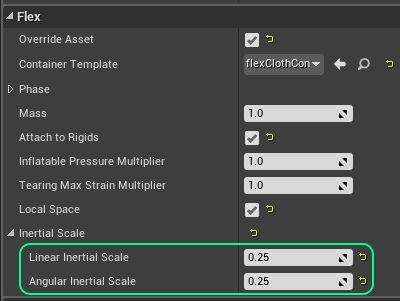 Flex
Override Asset
Container Template flexClothCon
Phase
Mass 1.0
Attach to Rigids
Inflatable Pressure Multiplier 1.0
Tearing Max Strain Multiplier 1.0
Local Space
Inertial Scale
Linear Inertial Scale 0.25
Angular Inertial Scale 0.25